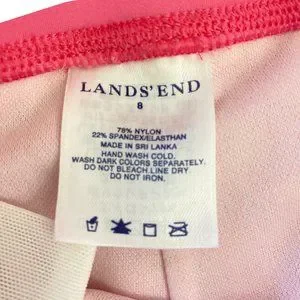 LANDS' END
8
78% NYLON
22% SPANDEX/ELASTHAN
MADE IN SRI LANKA
HAND WASH COLD.
WASH DARK COLORS SEPARATELY.
DO NOT BLEACH.LINE DRY
DO NOT IRON.